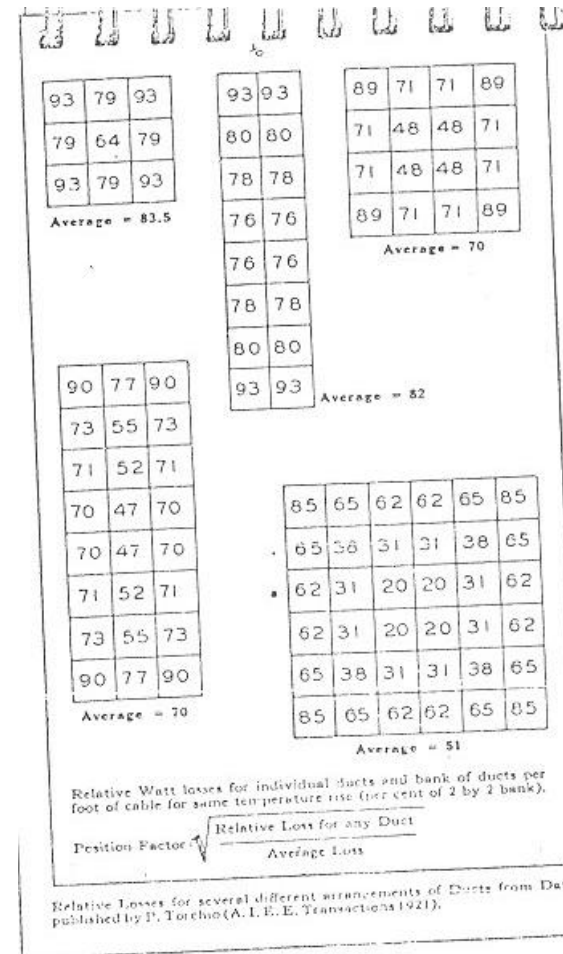 93 79 93
79 64 79
93 79 93
Average = 83.5
93 93
80 80
78 78
76 76
76 76
78 78
80 80
93 93
Average = 82
89 71 71 89
71 48 48 71
71 48 48 71
89 71 71 89
Average = 70
90 77 90
73 55 73
71 52 71
70 47 70
70 47 70
71 52 71
73 55 73
90 77 90
Average = 70
85 65 62 62 65 85
65 38 31 31 38 65
62 31 20 20 31 62
62 31 20 20 31 62
65 38 31 31 38 65
85 65 62 62 65 85
Average = 51
Relative Watt losses for individual ducts and bank of ducts per
foot of cable for same temperature rise (per cent of 2 by 2 bank).
Position Factor √ Relative Loss for any Duct
Average Loss
Relative Losses for several different arrangements of Ducts from Da
published by P. Torchio (A. I. E. E. Transactions 1921).